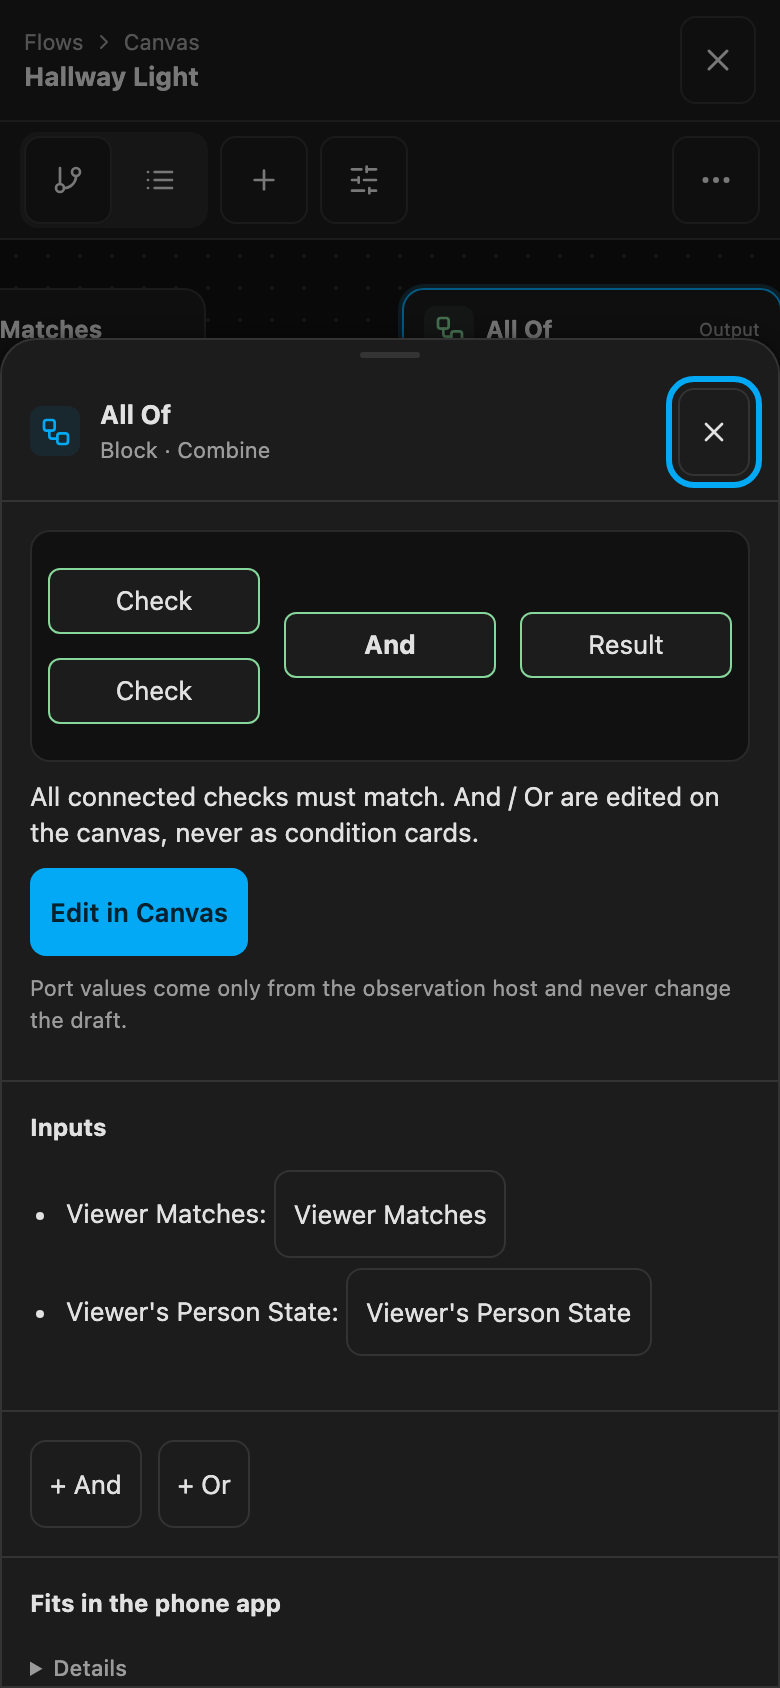 Flows > Canvas
Hallway Light
Matches
All Of
Output
All Of
Block · Combine
Check
Check
And
Result
All connected checks must match. And / Or are edited on
the canvas, never as condition cards.
Edit in Canvas
Port values come only from the observation host and never change
the draft.
Inputs
• Viewer Matches: Viewer Matches
• Viewer's Person State: Viewer's Person State
+ And
+ Or
Fits in the phone app
Details